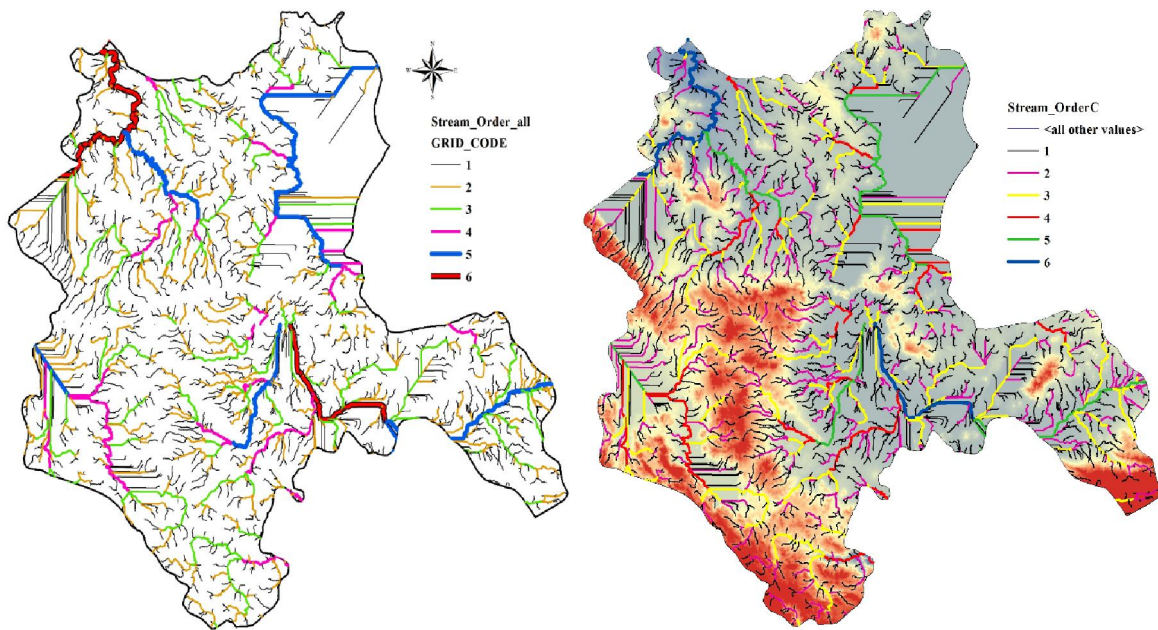 N
W
E
S
Stream_Order_all
GRID_CODE
1
2
3
4
5
6
Stream_OrderC
<all other values>
1
2
3
4
5
6